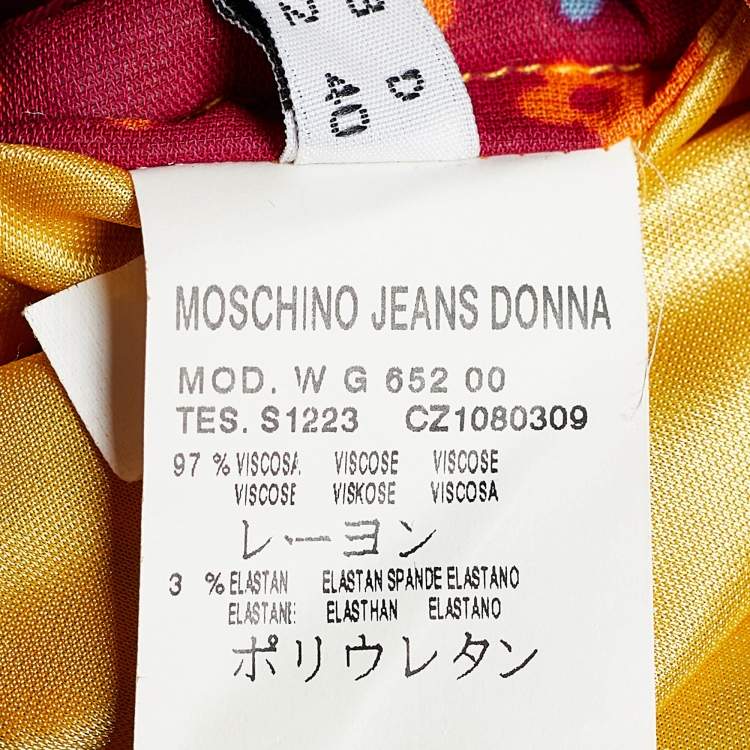 B D
2 40
MOSCHINO JEANS DONNA
MOD. W G 652 00
TES. S1223 CZ1080309
97 % VISCOSA VISCOSE VISCOSE
VISCOSE VISKOSE VISCOSA
レーヨン
3 % ELASTAN ELASTAN SPANDE ELASTANO
ELASTANE ELASTHAN ELASTANO
ポリウレタン